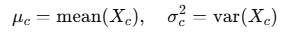 μ_c = mean(X_c),  σ_c^2 = var(X_c)